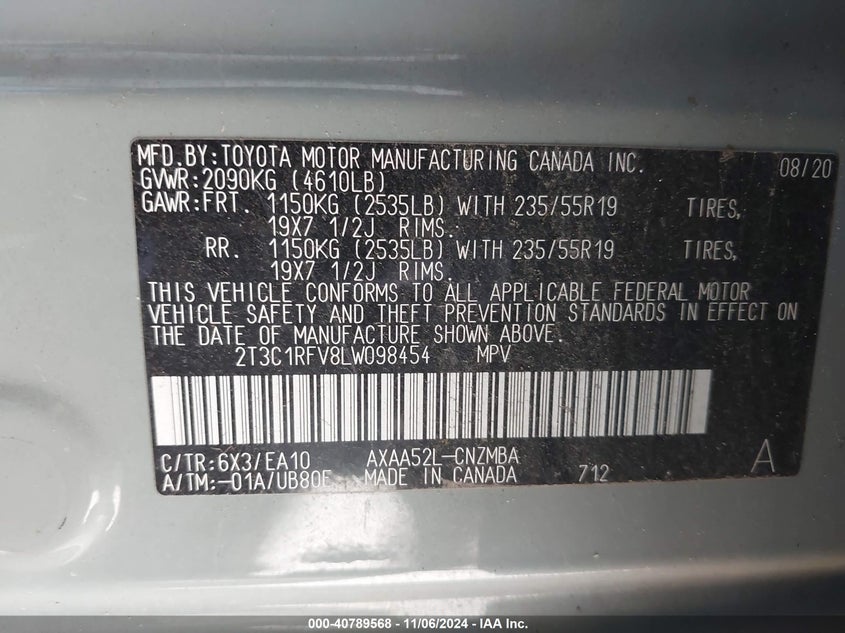 MFD.BY:TOYOTA MOTOR MANUFACTURING CANADA INC. 08/20
GVWR:2090KG (4610LB)
GAWR:FRT. 1150KG (2535LB) WITH 235/55R19 TIRES,
19X7 1/2J RIMS.
RR. 1150KG (2535LB) WITH 235/55R19 TIRES,
19X7 1/2J RIMS.
THIS VEHICLE CONFORMS TO ALL APPLICABLE FEDERAL MOTOR
VEHICLE SAFETY AND THEFT PREVENTION STANDARDS IN EFFECT ON
THE DATE OF MANUFACTURE SHOWN ABOVE.
2T3C1RFV8LW098454 MPV
C/TR:6X3/EA10 AXAA52L-CNZMBA A
A/TM:-01A/UB80E MADE IN CANADA 712
000-40789568 - 11/06/2024 - IAA Inc.